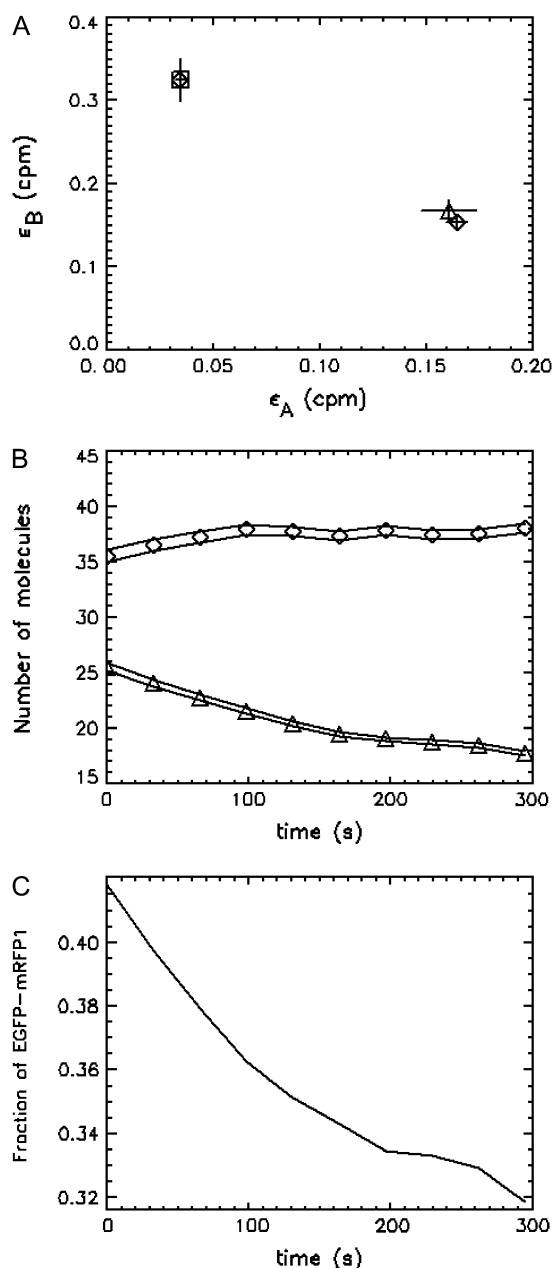 A
0.4
0.3
0.2
0.1
0.0
εB (cpm)
0.00 0.05 0.10 0.15 0.20
εA (cpm)
B
45
40
35
30
25
20
15
Number of molecules
0 100 200 300
time (s)
C
0.40
0.38
0.36
0.34
0.32
Fraction of EGFP-mRFP1
0 100 200 300
time (s)